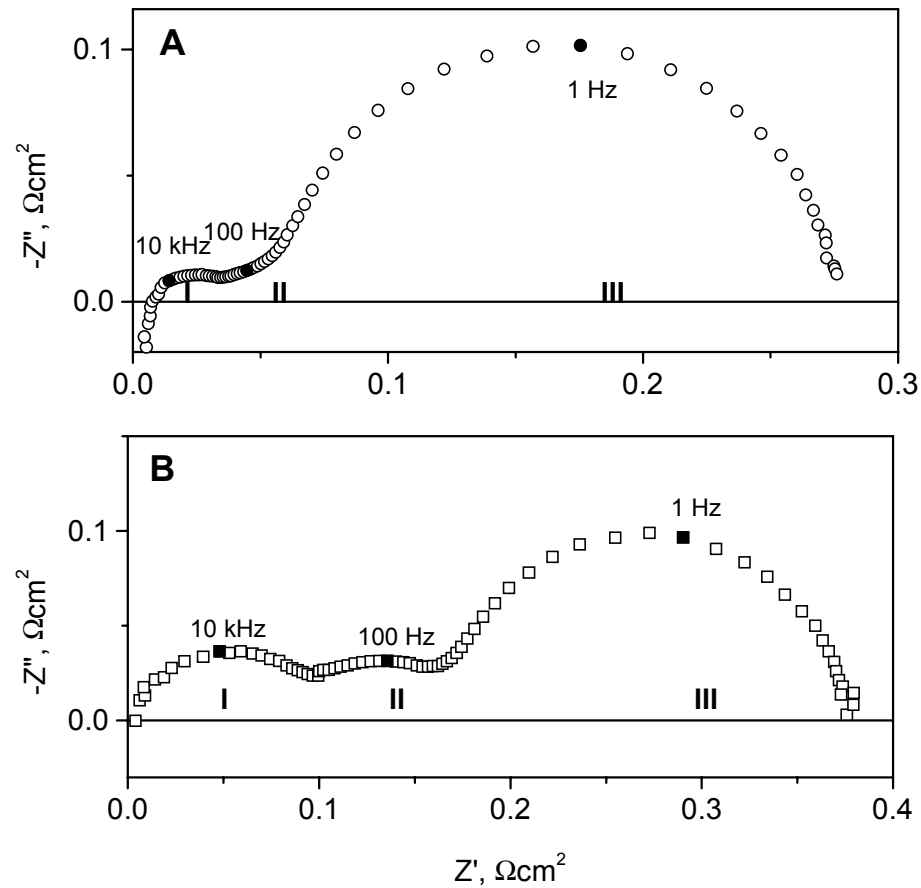 A
0.1
1 Hz
-Z", Ωcm²
100 Hz
10 kHz
0.0
I II III
0.0 0.1 0.2 0.3
B
0.1
1 Hz
-Z", Ωcm²
10 kHz
100 Hz
I II III
0.0
0.0 0.1 0.2 0.3 0.4
Z', Ωcm²